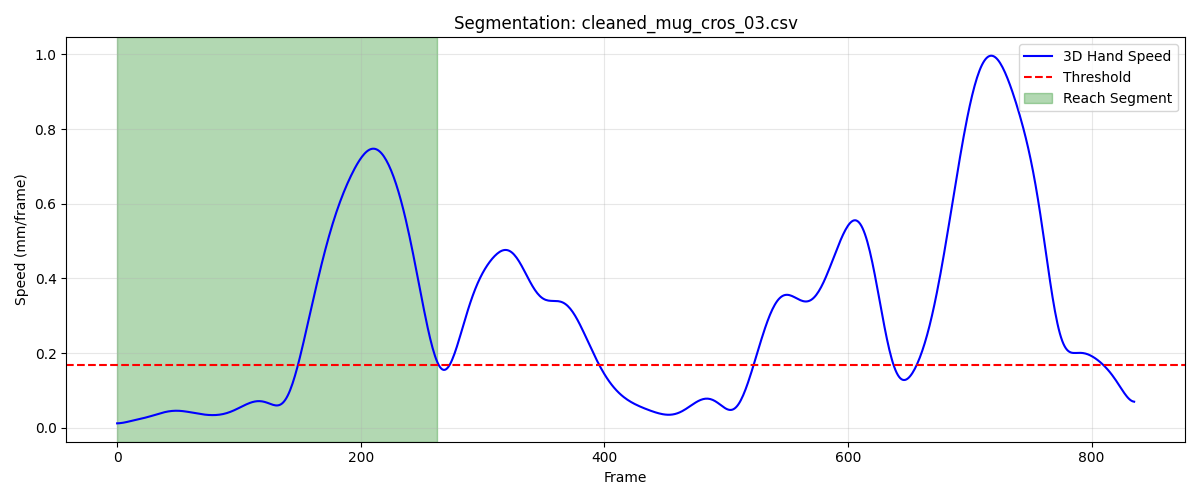 Segmentation: cleaned_mug_cros_03.csv
3D Hand Speed
Threshold
Reach Segment
Speed (mm/frame)
1.0
0.8
0.6
0.4
0.2
0.0
0 200 400 600 800
Frame